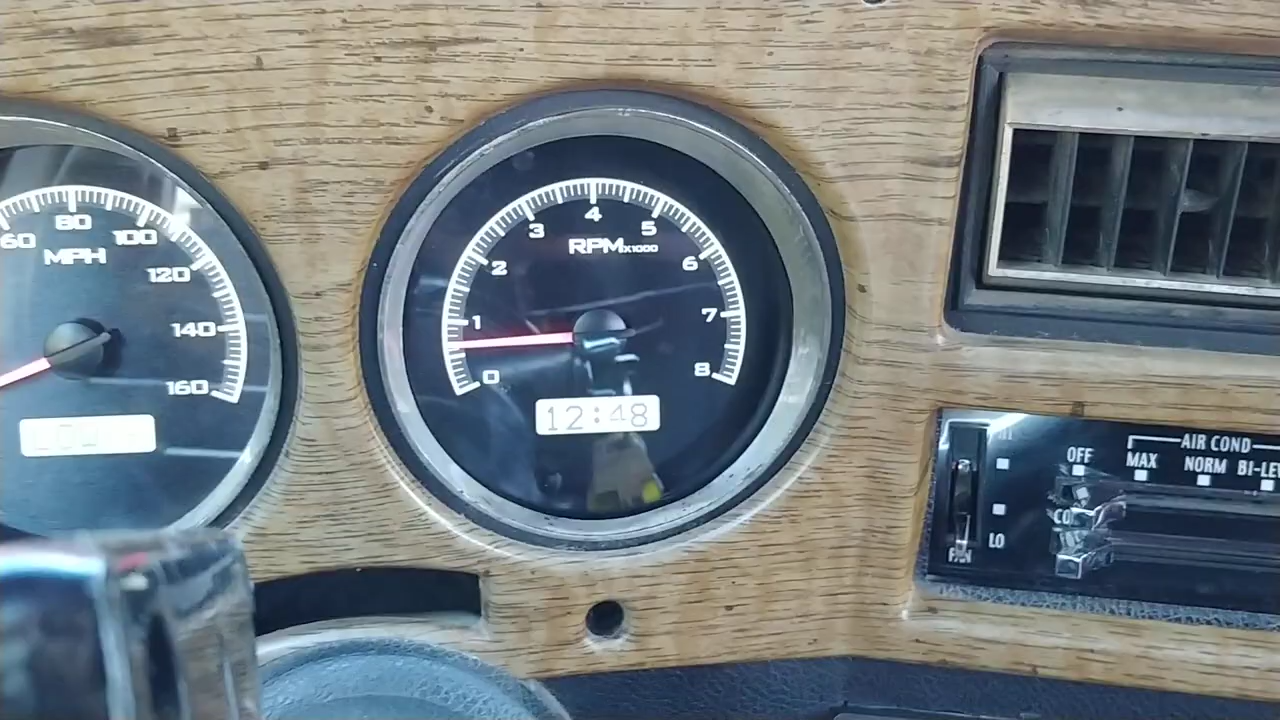 60 80 100 120 140 160
MPH
0 1 2 3 4 5 6 7 8
RPMX1000
12:48
HI
LO
FAN
OFF
AIR COND
MAX NORM